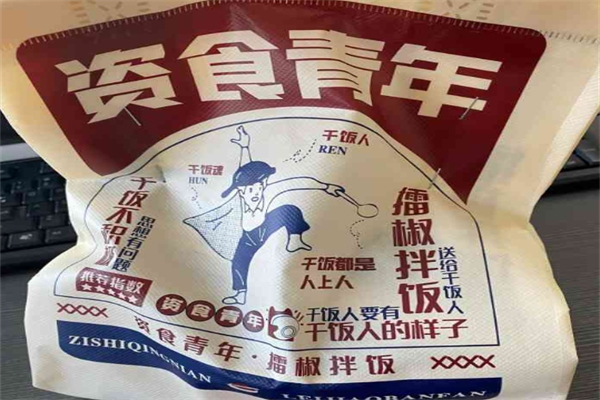 资食青年
干饭人
REN
干饭魂
HUN
干饭不积
思想有问题
推荐指数
★★★★★
擂椒拌饭
送给干饭人
干饭都是
人上人
资食青年
干饭人要有
干饭人的样子
XXXX 资食青年·擂椒拌饭 XXXX
ZISHIQINGNIAN
LEIJIAOBANFAN